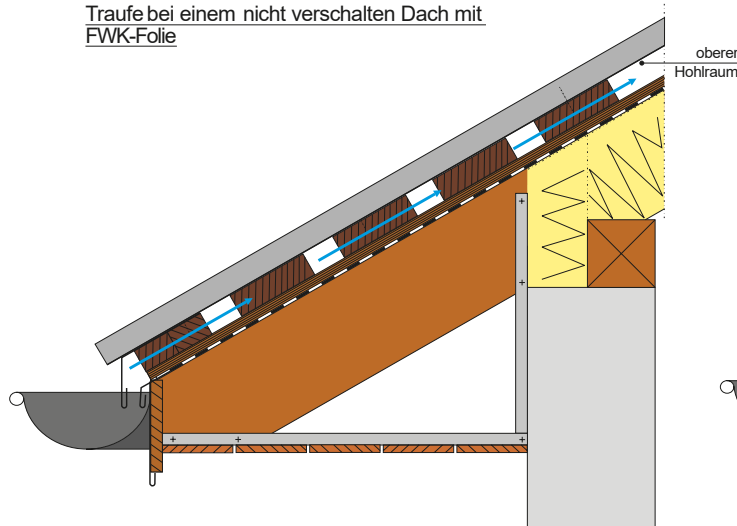 Traufe bei einem nicht verschalten Dach mit
FWK-Folie
oberer
Hohlraum